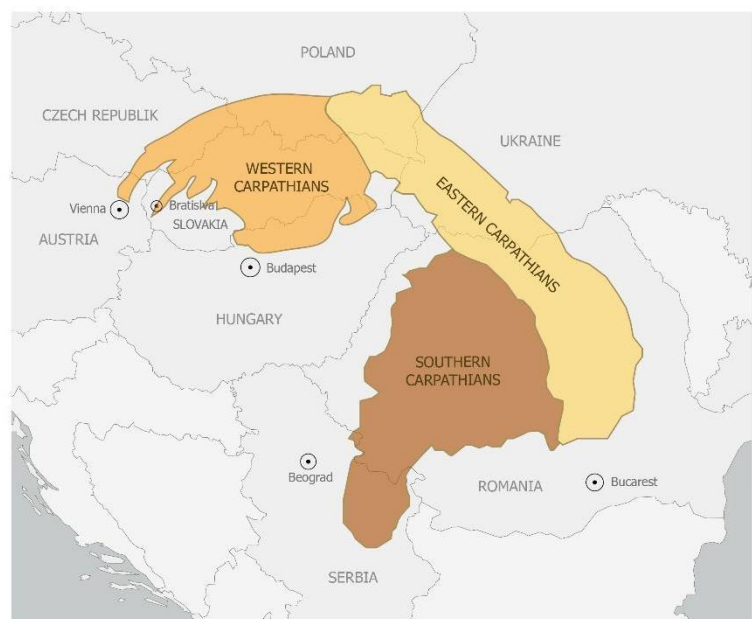 POLAND
CZECH REPUBLIK
UKRAINE
WESTERN
CARPATHIANS
EASTERN CARPATHIANS
Vienna
Bratislva
SLOVAKIA
AUSTRIA
Budapest
HUNGARY
SOUTHERN
CARPATHIANS
Beograd
ROMANIA
Bucarest
SERBIA